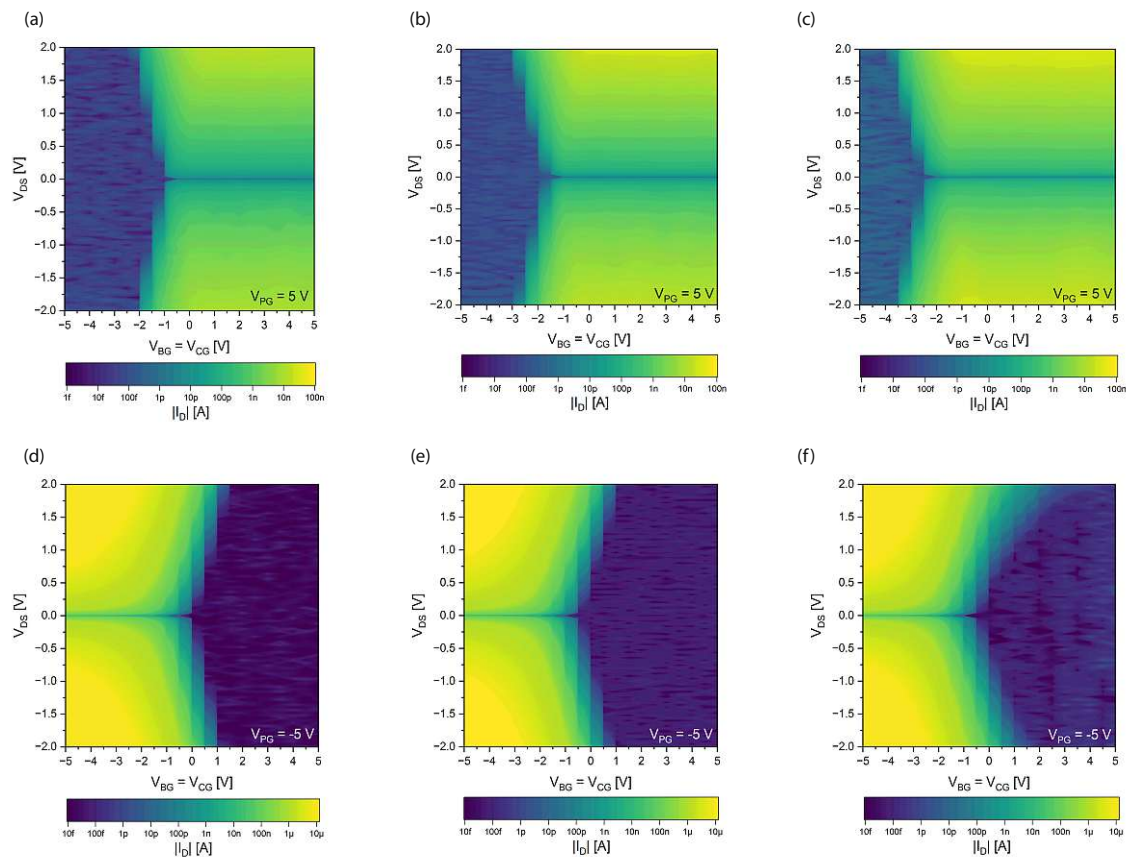 (a)
2.0
1.5
1.0
0.5
0.0
−0.5
−1.0
−1.5
−2.0
V_DS [V]
V_PG = 5 V
−5 −4 −3 −2 −1 0 1 2 3 4 5
V_BG = V_CG [V]
1f 10f 100f 1p 10p 100p 1n 10n 100n
|I_D| [A]
(b)
2.0
1.5
1.0
0.5
0.0
−0.5
−1.0
−1.5
−2.0
V_DS [V]
V_PG = 5 V
−5 −4 −3 −2 −1 0 1 2 3 4 5
V_BG = V_CG [V]
1f 10f 100f 1p 10p 100p 1n 10n 100n
|I_D| [A]
(c)
2.0
1.5
1.0
0.5
0.0
−0.5
−1.0
−1.5
−2.0
V_DS [V]
V_PG = 5 V
−5 −4 −3 −2 −1 0 1 2 3 4 5
V_BG = V_CG [V]
1f 10f 100f 1p 10p 100p 1n 10n 100n
|I_D| [A]
(d)
2.0
1.5
1.0
0.5
0.0
−0.5
−1.0
−1.5
−2.0
V_DS [V]
V_PG = -5 V
−5 −4 −3 −2 −1 0 1 2 3 4 5
V_BG = V_CG [V]
10f 100f 1p 10p 100p 1n 10n 100n 1µ 10µ
|I_D| [A]
(e)
2.0
1.5
1.0
0.5
0.0
−0.5
−1.0
−1.5
−2.0
V_DS [V]
V_PG = -5 V
−5 −4 −3 −2 −1 0 1 2 3 4 5
V_BG = V_CG [V]
10f 100f 1p 10p 100p 1n 10n 100n 1µ 10µ
|I_D| [A]
(f)
2.0
1.5
1.0
0.5
0.0
−0.5
−1.0
−1.5
−2.0
V_DS [V]
V_PG = -5 V
−5 −4 −3 −2 −1 0 1 2 3 4 5
V_BG = V_CG [V]
10f 100f 1p 10p 100p 1n 10n 100n 1µ 10µ
|I_D| [A]